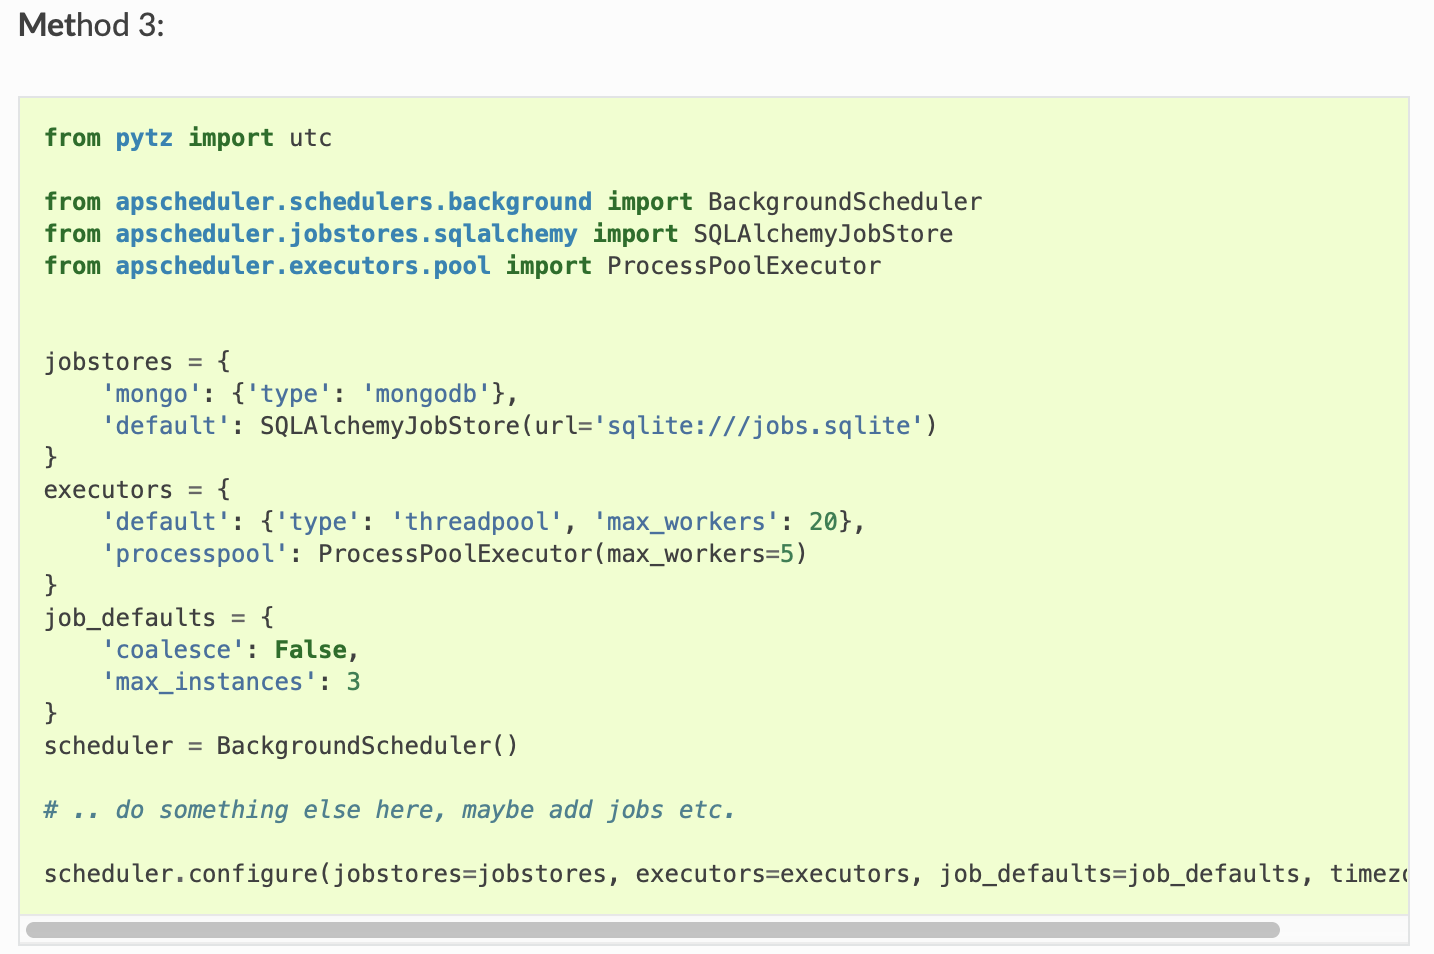 Method 3:
from pytz import utc
from apscheduler.schedulers.background import BackgroundScheduler
from apscheduler.jobstores.sqlalchemy import SQLAlchemyJobStore
from apscheduler.executors.pool import ProcessPoolExecutor
jobstores = {
    'mongo': {'type': 'mongodb'},
    'default': SQLAlchemyJobStore(url='sqlite:///jobs.sqlite')
}
executors = {
    'default': {'type': 'threadpool', 'max_workers': 20},
    'processpool': ProcessPoolExecutor(max_workers=5)
}
job_defaults = {
    'coalesce': False,
    'max_instances': 3
}
scheduler = BackgroundScheduler()
# .. do something else here, maybe add jobs etc.
scheduler.configure(jobstores=jobstores, executors=executors, job_defaults=job_defaults,